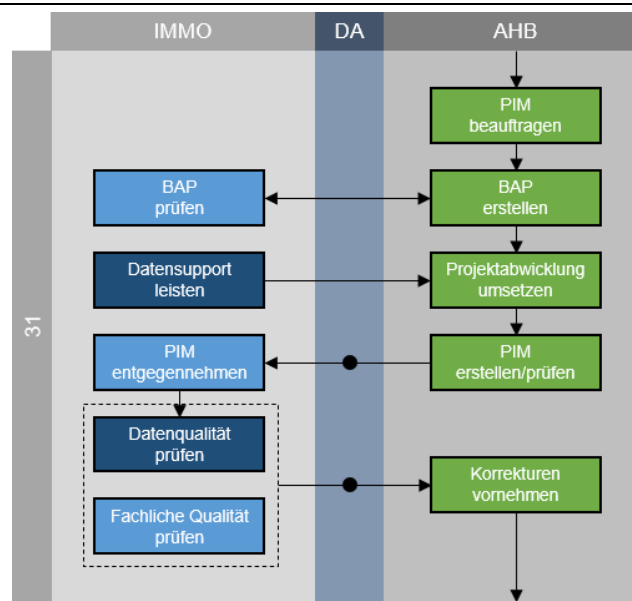 IMMO
DA
AHB
31
PIM
beauftragen
BAP
prüfen
BAP
erstellen
Datensupport
leisten
Projektabwicklung
umsetzen
PIM
entgegennehmen
PIM
erstellen/prüfen
Datenqualität
prüfen
Korrekturen
vornehmen
Fachliche Qualität
prüfen